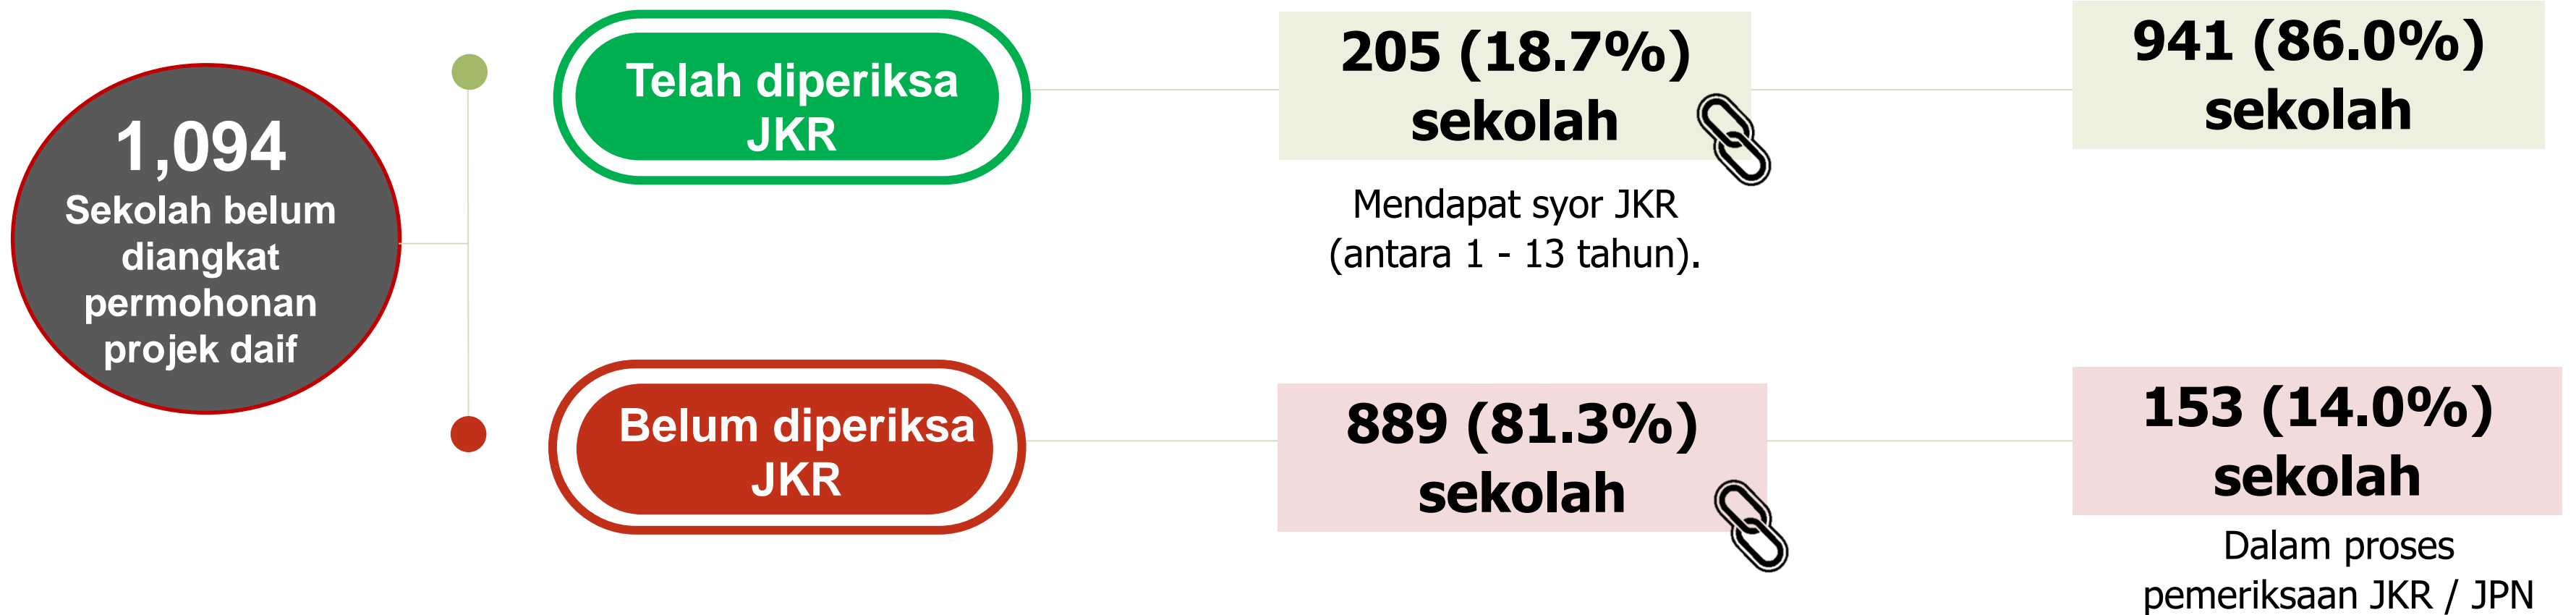 1,094
Sekolah belum
diangkat
permohonan
projek daif
Telah diperiksa
JKR
205 (18.7%)
sekolah
Mendapat syor JKR
(antara 1 - 13 tahun).
941 (86.0%)
sekolah
Belum diperiksa
JKR
889 (81.3%)
sekolah
153 (14.0%)
sekolah
Dalam proses
pemeriksaan JKR / JPN